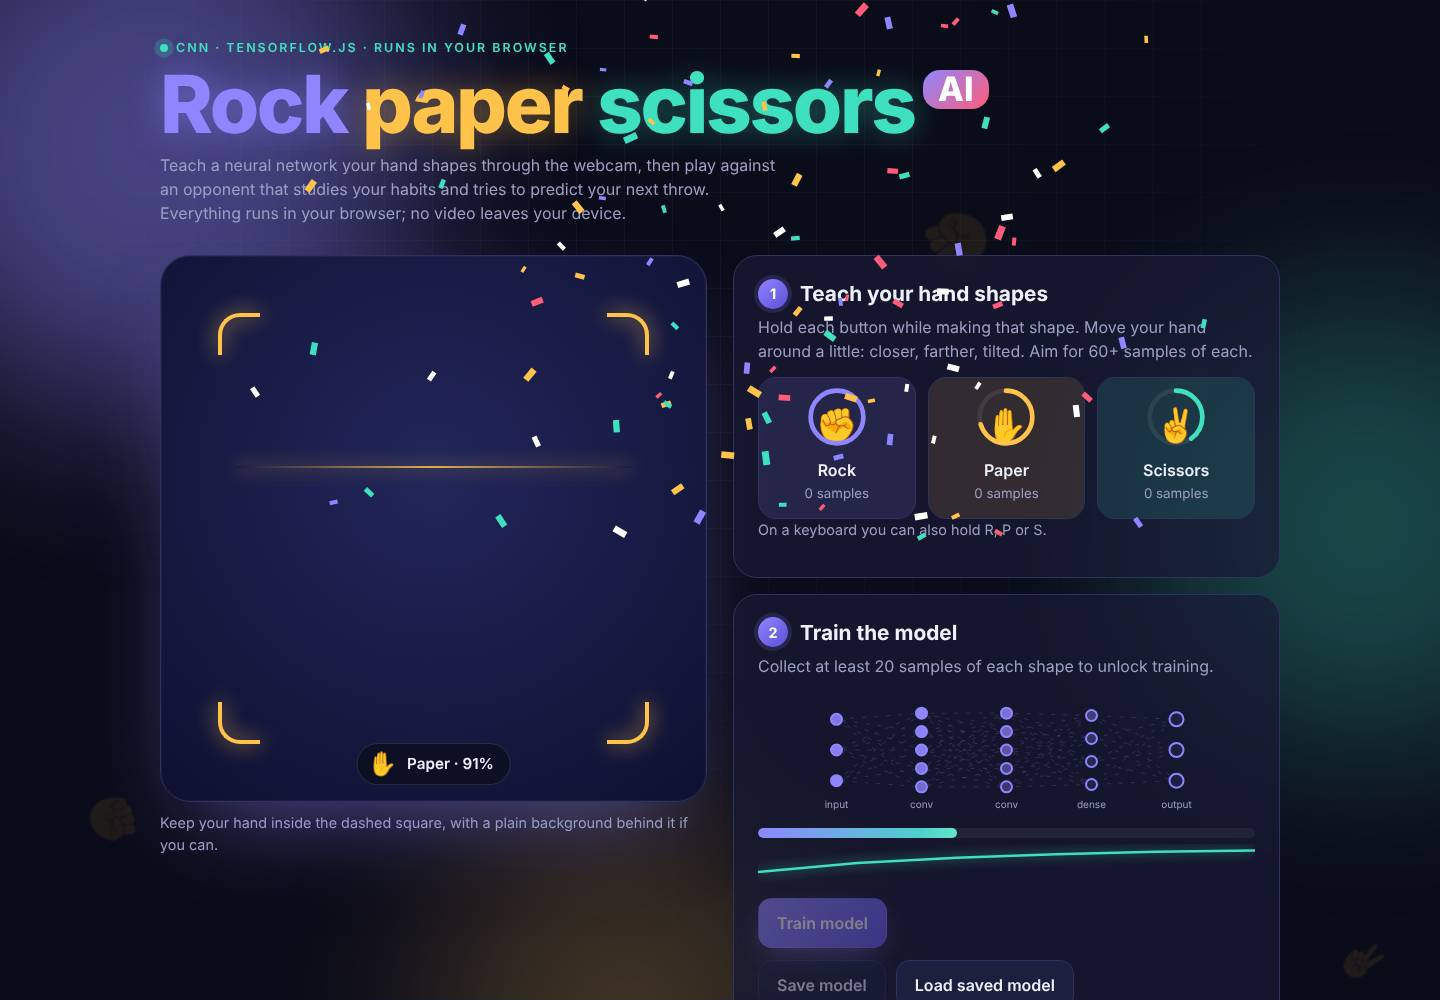 CNN · TENSORFLOW.JS · RUNS IN YOUR BROWSER
Rock paper scissors AI
Teach a neural network your hand shapes through the webcam, then play against
an opponent that studies your habits and tries to predict your next throw.
Everything runs in your browser; no video leaves your device.
Paper · 91%
Keep your hand inside the dashed square, with a plain background behind it if
you can.
1 Teach your hand shapes
Hold each button while making that shape. Move your hand
around a little: closer, farther, tilted. Aim for 60+ samples of each.
Rock Paper Scissors
0 samples 0 samples 0 samples
On a keyboard you can also hold R, P or S.
2 Train the model
Collect at least 20 samples of each shape to unlock training.
input conv conv dense output
Train model
Save model Load saved model